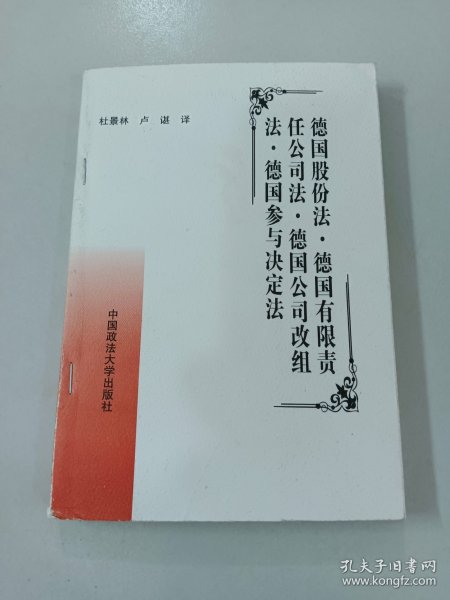 杜景林 卢 谌 译
德国股份法·德国有限责
任公司法·德国公司改组
法·德国参与决定法
中国政法大学出版社
孔夫子旧书网
www.kongfz.com